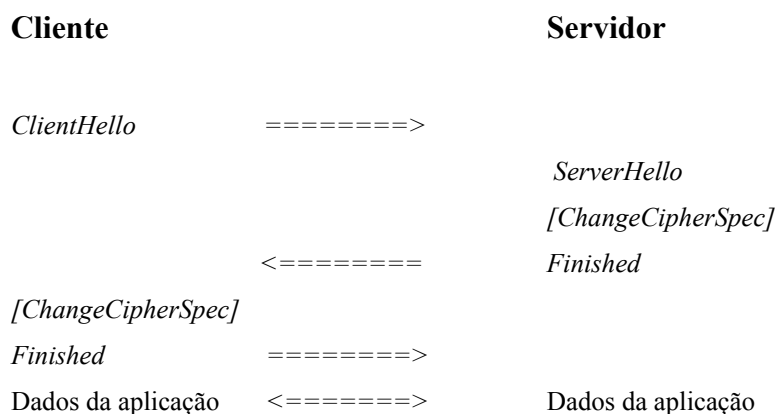 Cliente Servidor
ClientHello ========>
ServerHello
[ChangeCipherSpec]
<======== Finished
[ChangeCipherSpec]
Finished ========>
Dados da aplicação <=======> Dados da aplicação